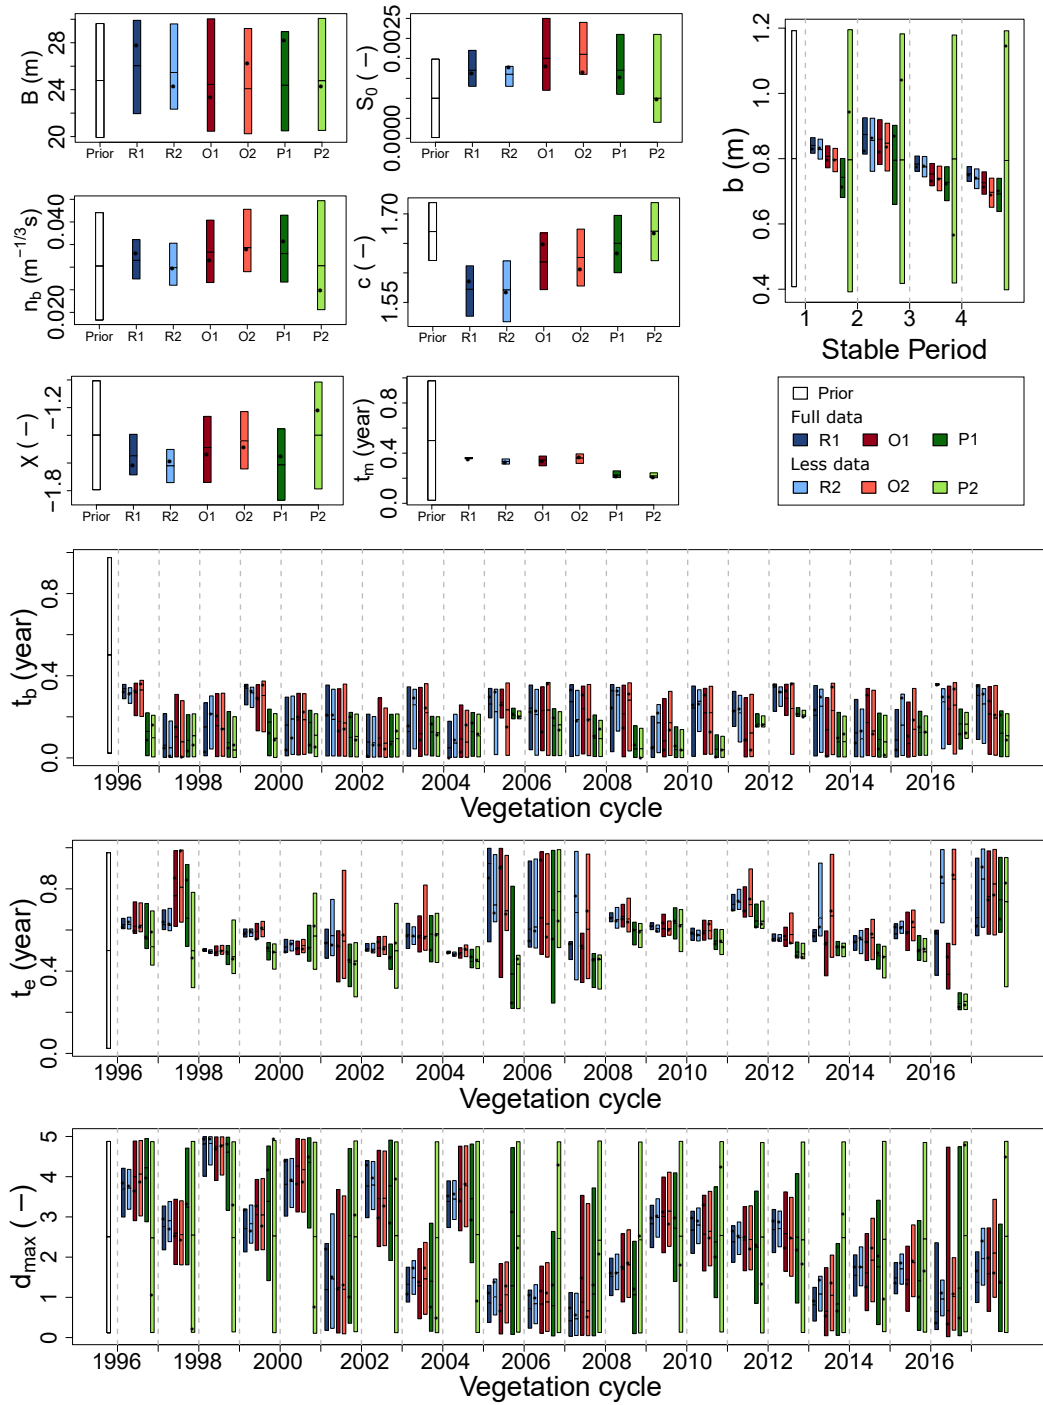 B (m)
28
24
20
Prior R1 R2 O1 O2 P1 P2
S0 (−)
0.0025
0.0000
Prior R1 R2 O1 O2 P1 P2
b (m)
1.2
1.0
0.8
0.6
0.4
1 2 3 4
Stable Period
nb (m−1/3s)
0.040
0.020
Prior R1 R2 O1 O2 P1 P2
c (−)
1.70
1.55
Prior R1 R2 O1 O2 P1 P2
χ (−)
−1.2
−1.8
Prior R1 R2 O1 O2 P1 P2
tm (year)
0.8
0.4
0.0
Prior R1 R2 O1 O2 P1 P2
Prior
Full data
R1 O1 P1
Less data
R2 O2 P2
tb (year)
0.8
0.4
0.0
1996 1998 2000 2002 2004 2006 2008 2010 2012 2014 2016
Vegetation cycle
te (year)
0.8
0.4
0.0
1996 1998 2000 2002 2004 2006 2008 2010 2012 2014 2016
Vegetation cycle
dmax (−)
5
4
3
2
1
0
1996 1998 2000 2002 2004 2006 2008 2010 2012 2014 2016
Vegetation cycle